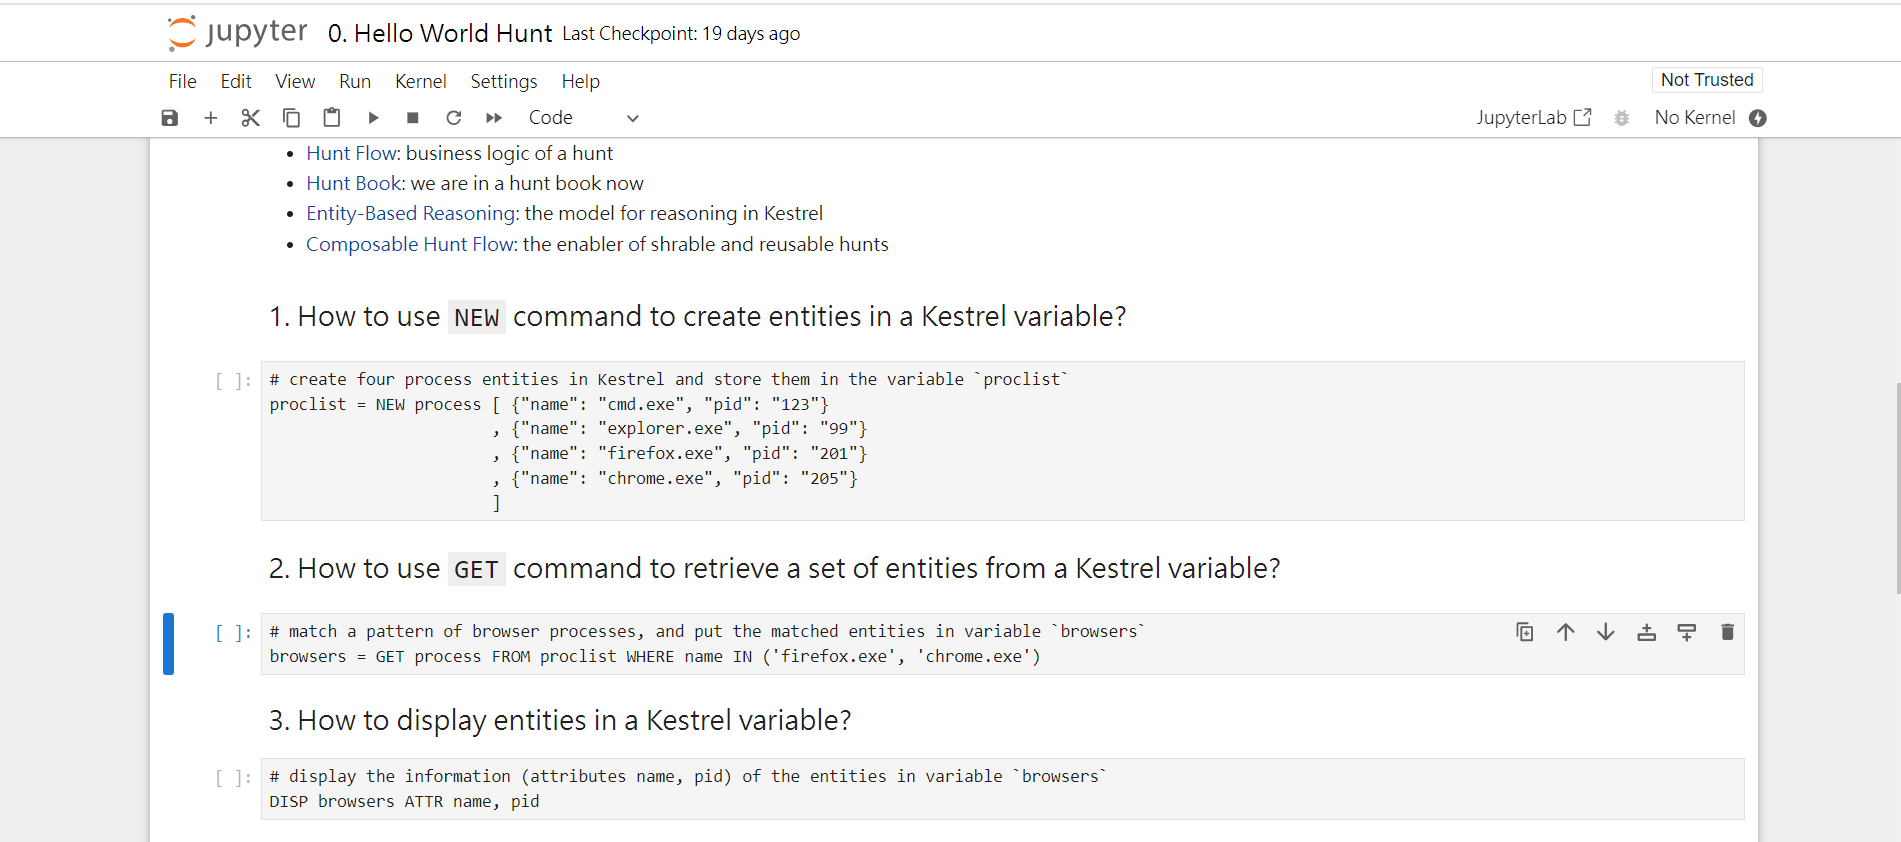 jupyter 0. Hello World Hunt Last Checkpoint: 19 days ago
File Edit View Run Kernel Settings Help Not Trusted
Code JupyterLab No Kernel
• Hunt Flow: business logic of a hunt
• Hunt Book: we are in a hunt book now
• Entity-Based Reasoning: the model for reasoning in Kestrel
• Composable Hunt Flow: the enabler of shrable and reusable hunts
1. How to use NEW command to create entities in a Kestrel variable?
[ ]: # create four process entities in Kestrel and store them in the variable `proclist`
proclist = NEW process [ {"name": "cmd.exe", "pid": "123"}
, {"name": "explorer.exe", "pid": "99"}
, {"name": "firefox.exe", "pid": "201"}
, {"name": "chrome.exe", "pid": "205"}
]
2. How to use GET command to retrieve a set of entities from a Kestrel variable?
[ ]: # match a pattern of browser processes, and put the matched entities in variable `browsers`
browsers = GET process FROM proclist WHERE name IN ('firefox.exe', 'chrome.exe')
3. How to display entities in a Kestrel variable?
[ ]: # display the information (attributes name, pid) of the entities in variable `browsers`
DISP browsers ATTR name, pid